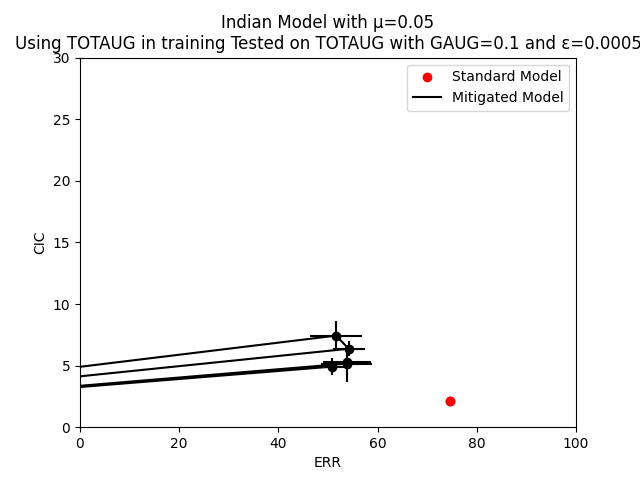 Indian Model with μ=0.05
Using TOTAUG in training Tested on TOTAUG with GAUG=0.1 and ε=0.0005
Standard Model
Mitigated Model
30
25
20
15
10
5
0
CIC
0 20 40 60 80 100
ERR